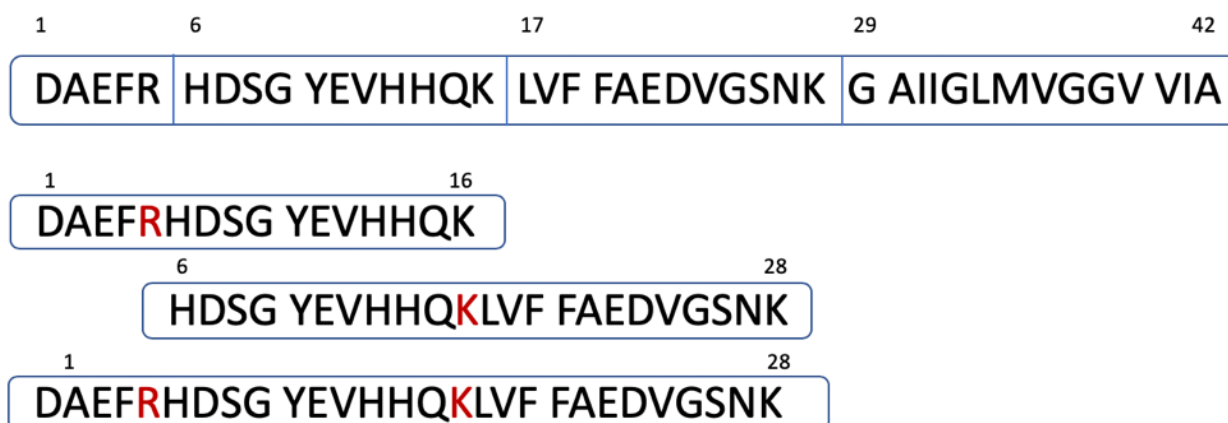 1 6 17 29 42
DAEFR HDSG YEVHHQK LVF FAEDVGSNK G AIIGLMVGGV VIA
1 16
DAEFRHDSG YEVHHQK
6 28
HDSG YEVHHQKLVF FAEDVGSNK
1 28
DAEFRHDSG YEVHHQKLVF FAEDVGSNK